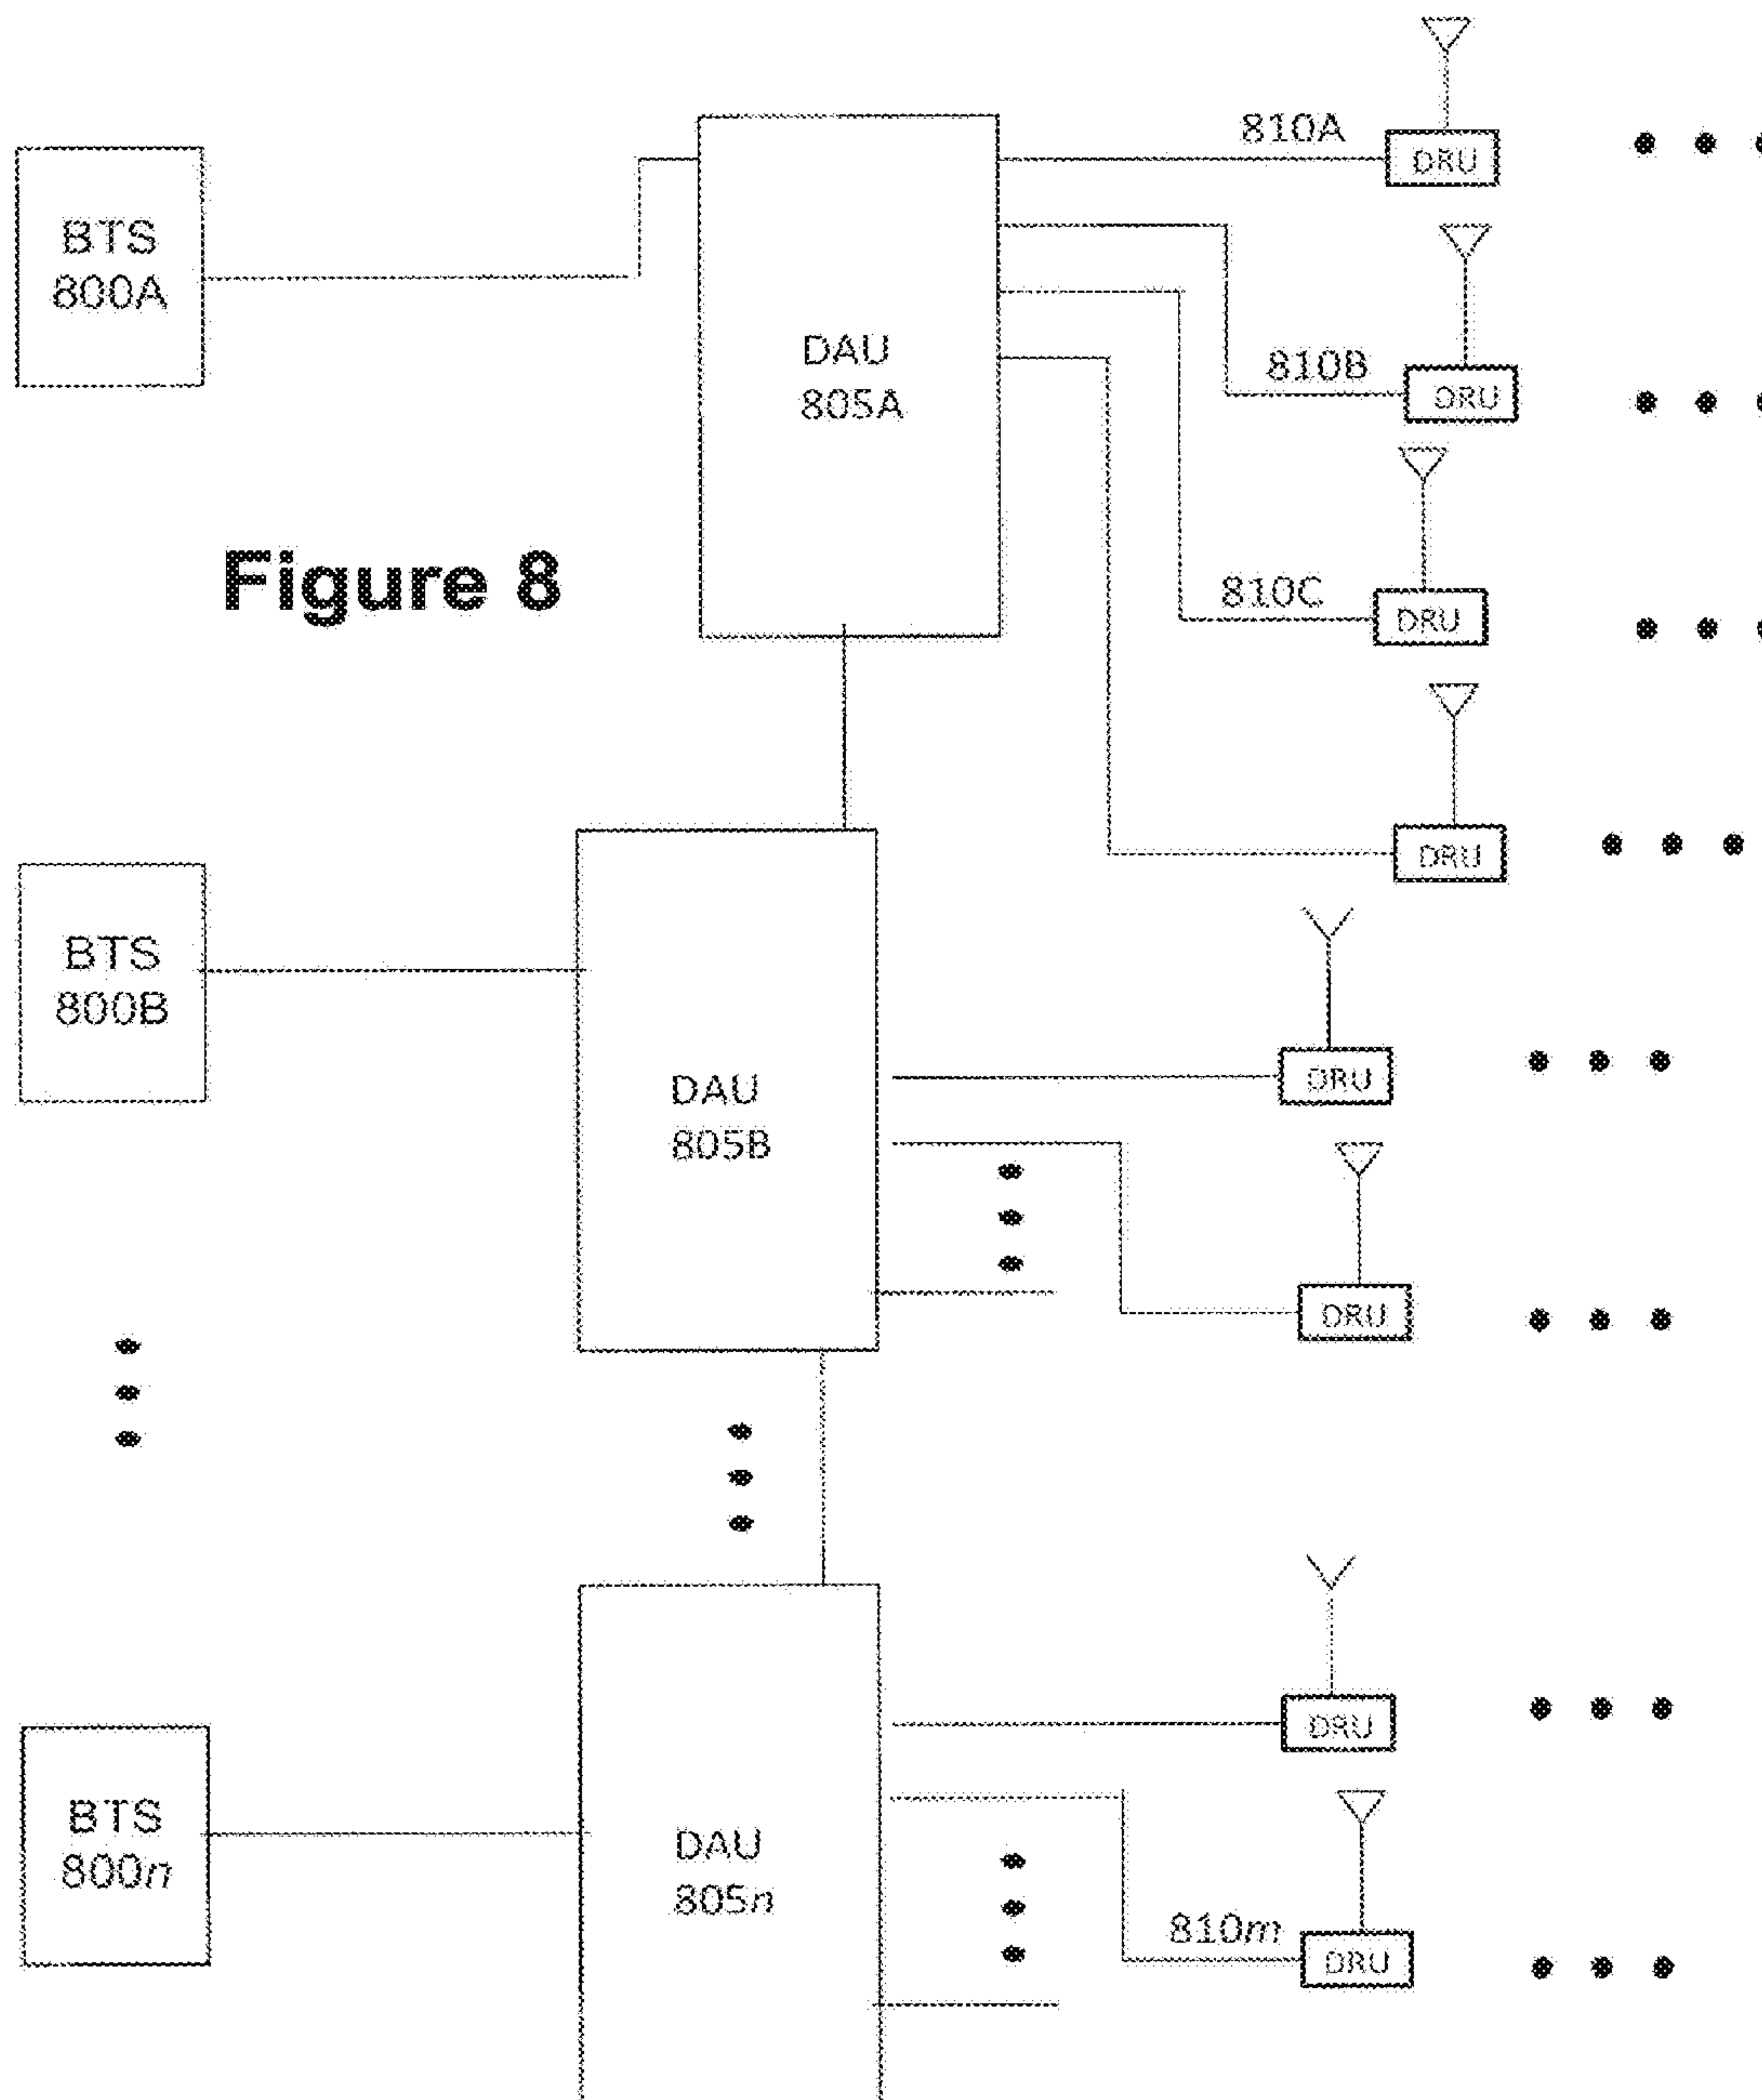 810A
DRU
BTS
800A
DAU
805A
810B
DRU
Figure 8
810C
DRU
DRU
BTS
800B
DAU
805B
DRU
DRU
BTS
800n
DAU
805n
DRU
810m
DRU